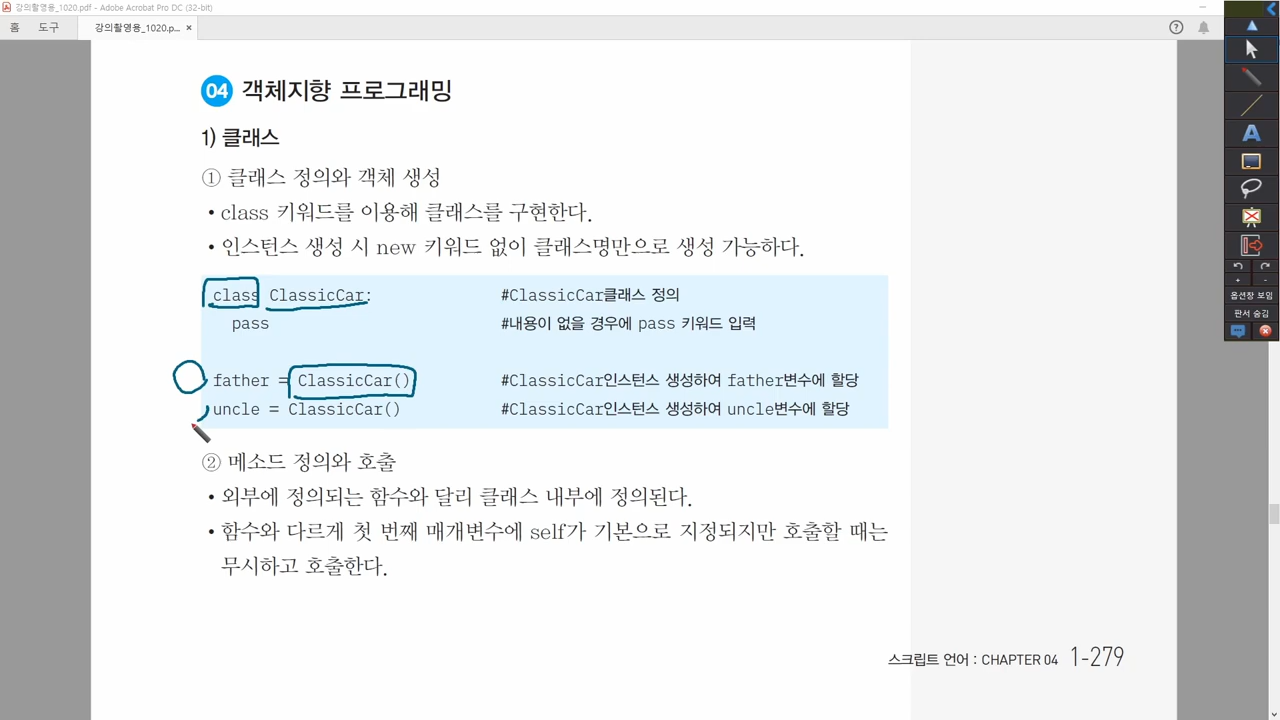 강의촬영용_1020.pdf - Adobe Acrobat Pro DC (32-bit)
홈 도구 강의촬영용_1020.p... ×
04 객체지향 프로그래밍
1) 클래스
① 클래스 정의와 객체 생성
• class 키워드를 이용해 클래스를 구현한다.
• 인스턴스 생성 시 new 키워드 없이 클래스명만으로 생성 가능하다.
class ClassicCar: #ClassicCar클래스 정의
pass #내용이 없을 경우에 pass 키워드 입력
father = ClassicCar() #ClassicCar인스턴스 생성하여 father변수에 할당
uncle = ClassicCar() #ClassicCar인스턴스 생성하여 uncle변수에 할당
② 메소드 정의와 호출
• 외부에 정의되는 함수와 달리 클래스 내부에 정의된다.
• 함수와 다르게 첫 번째 매개변수에 self가 기본으로 지정되지만 호출할 때는
무시하고 호출한다.
스크립트 언어 : CHAPTER 04 1-279
A
+ -
옵션장 보임
판서 숨김